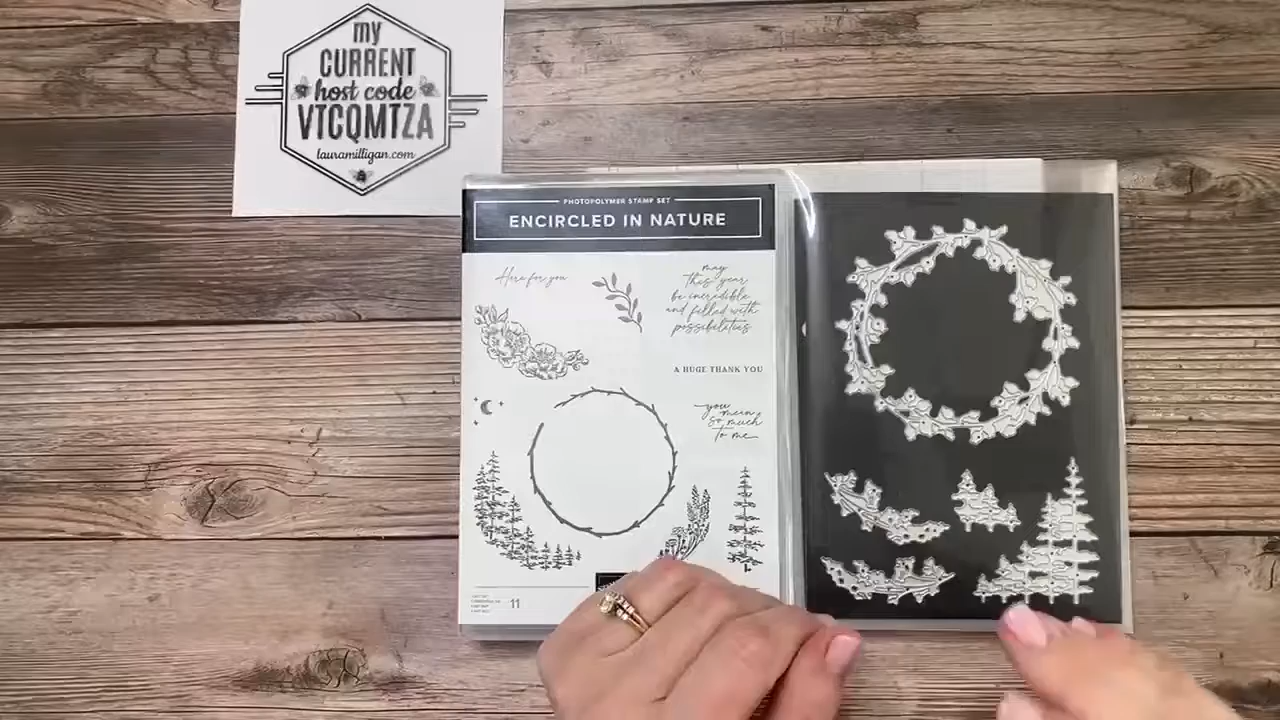 my
CURRENT
host code
VTCQMTZA
lauramilligan.com
PHOTOPOLYMER STAMP SET
ENCIRCLED IN NATURE
Here for you
may
this year
be incredible
and filled with
possibilities
A HUGE THANK YOU
you
mean
so much
to me
11